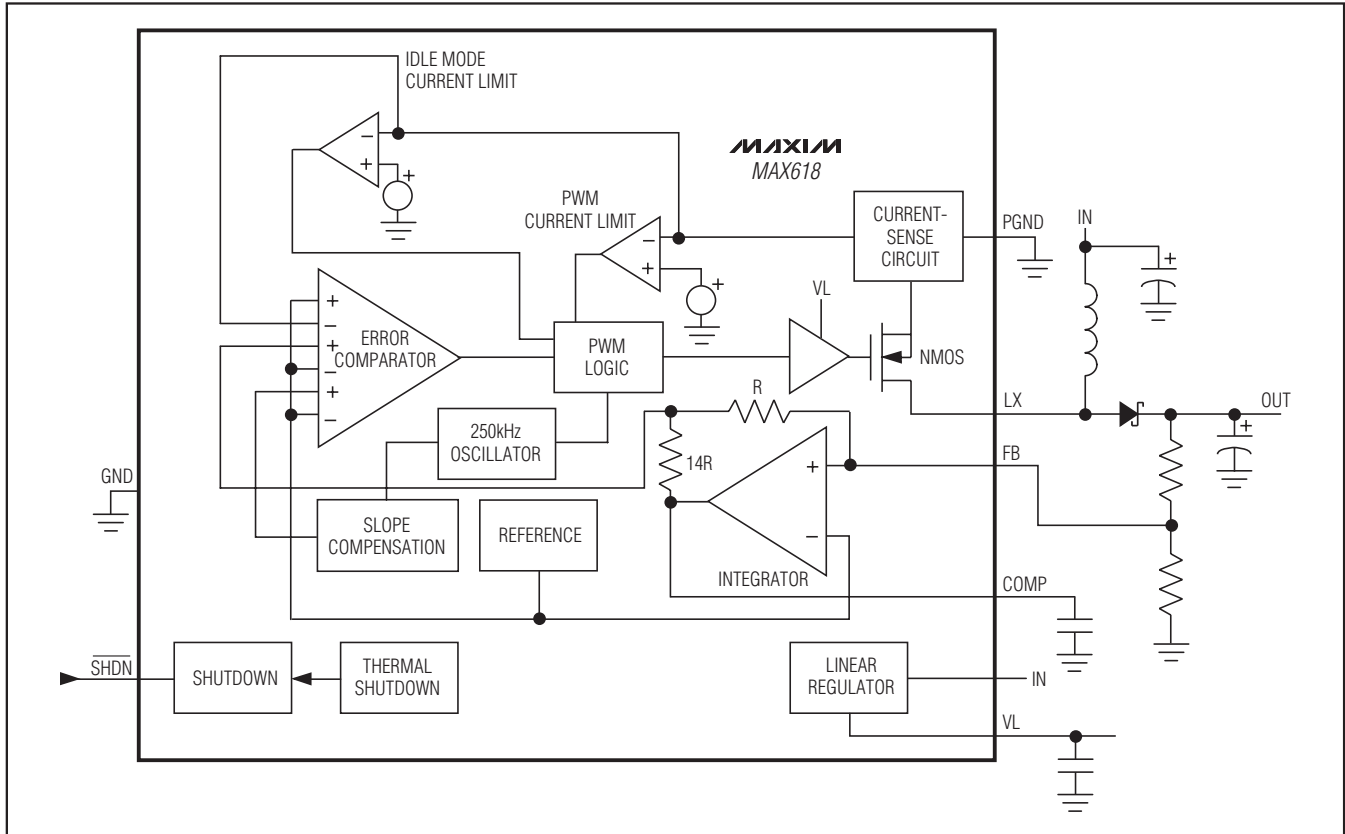 IDLE MODE
CURRENT LIMIT
−
+
+
MAXIM
MAX618
PWM
CURRENT LIMIT
−
+
+
CURRENT-
SENSE
CIRCUIT
PGND
IN
+
VL
+
−
+
−
+
−
ERROR
COMPARATOR
PWM
LOGIC
NMOS
R
LX
OUT
+
250kHz
OSCILLATOR
14R
+
−
INTEGRATOR
FB
GND
SLOPE
COMPENSATION
REFERENCE
COMP
SHDN
SHUTDOWN
THERMAL
SHUTDOWN
LINEAR
REGULATOR
IN
VL